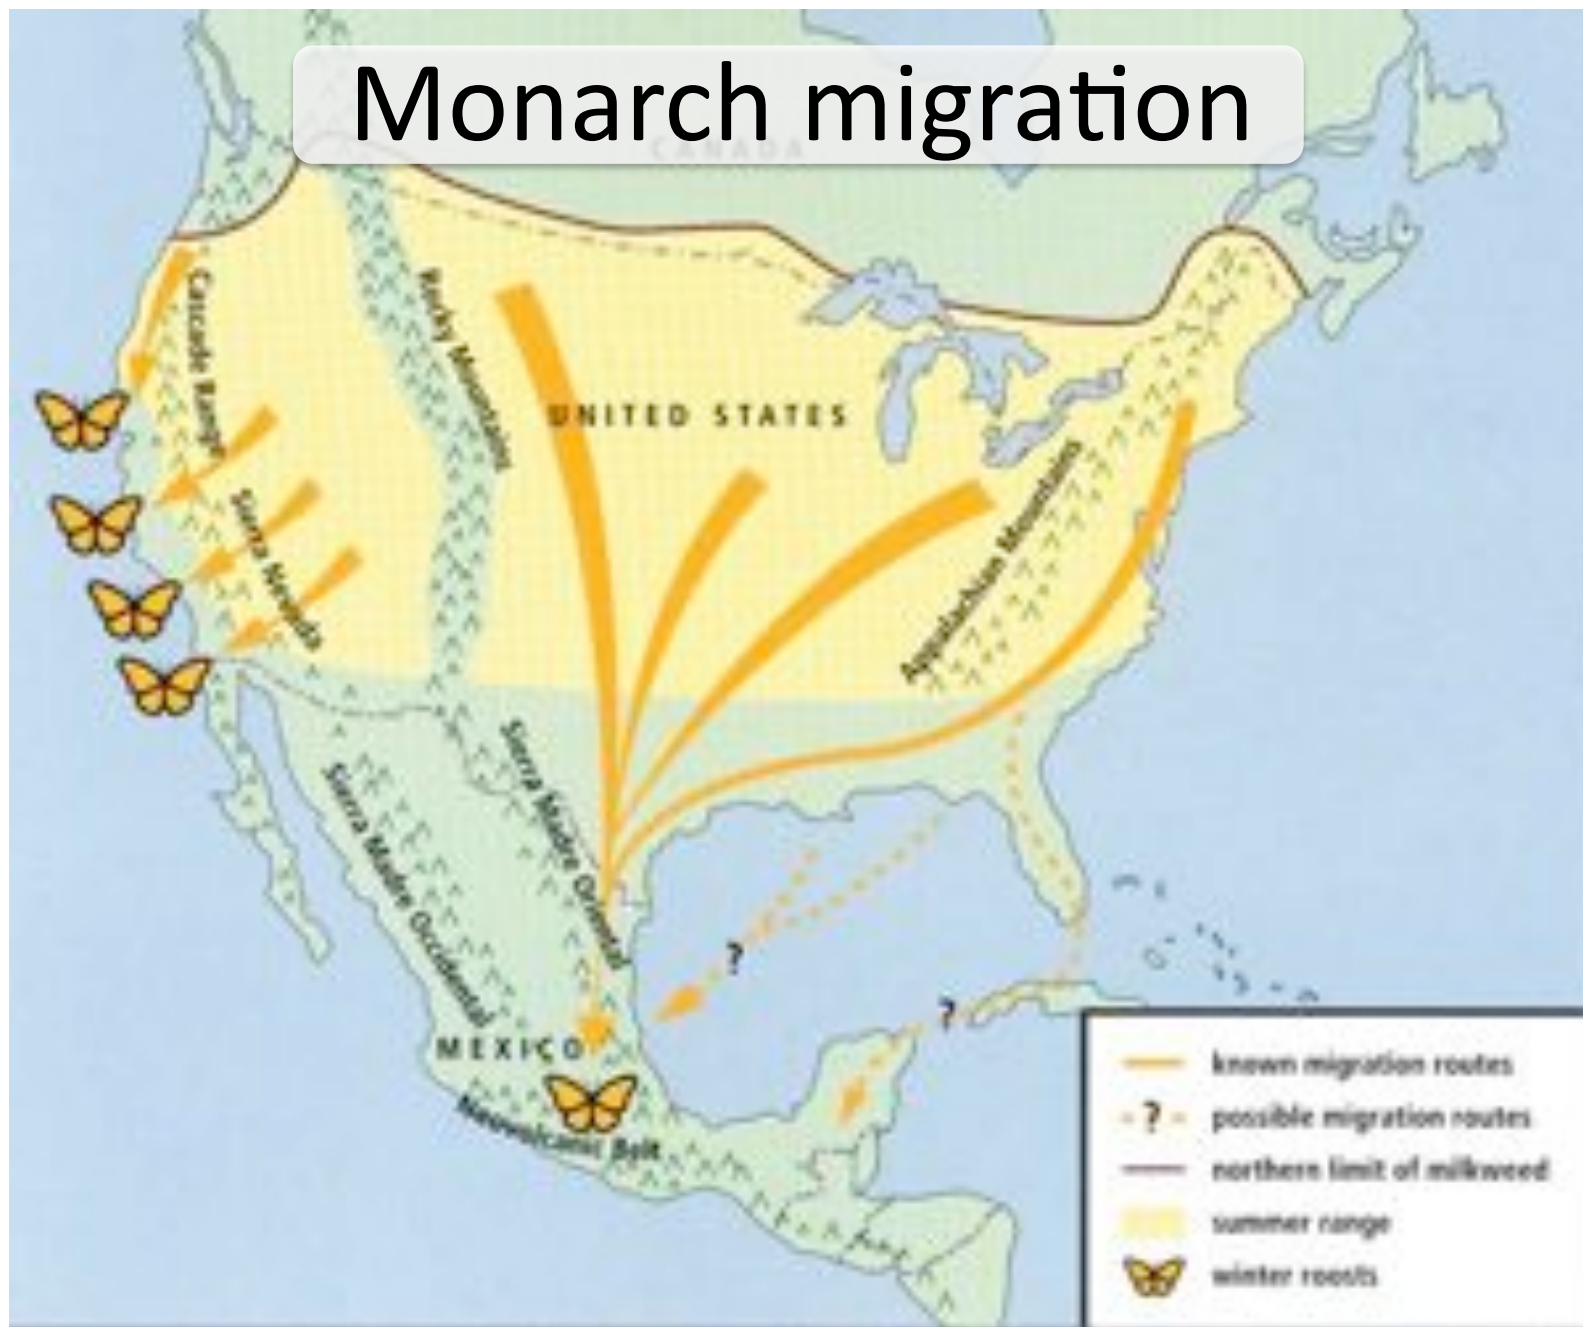 Monarch migration
CANADA
Cascade Range
Rocky Mountains
UNITED STATES
Sierra Nevada
Appalachian Mountains
Sierra Madre Oriental
Sierra Madre Occidental
?
?
MEXICO
Neovolcanic Belt
known migration routes
- ? - possible migration routes
northern limit of milkweed
summer range
winter roosts